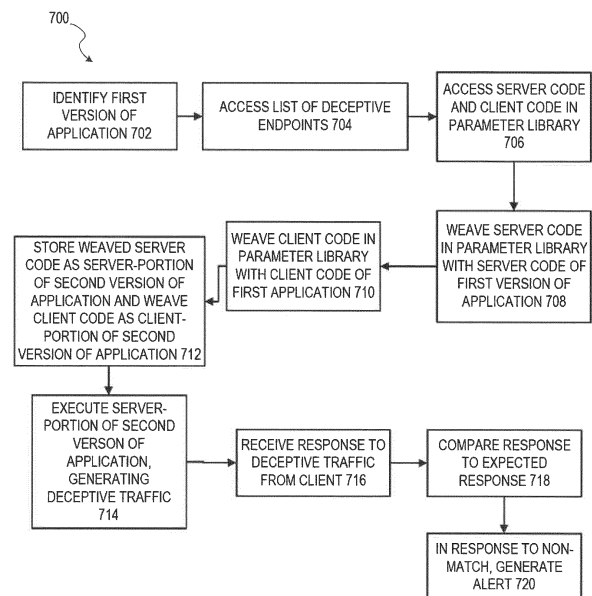 700
IDENTIFY FIRST
VERSION OF
APPLICATION 702
ACCESS LIST OF DECEPTIVE
ENDPOINTS 704
ACCESS SERVER CODE
AND CLIENT CODE IN
PARAMETER LIBRARY
706
WEAVE SERVER CODE
IN PARAMETER LIBRARY
WITH SERVER CODE OF
FIRST VERSION OF
APPLICATION 708
WEAVE CLIENT CODE IN
PARAMETER LIBRARY
WITH CLIENT CODE OF
FIRST APPLICATION 710
STORE WEAVED SERVER
CODE AS SERVER-PORTION
OF SECOND VERSION OF
APPLICATION AND WEAVE
CLIENT CODE AS CLIENT-
PORTION OF SECOND
VERSION OF APPLICATION 712
EXECUTE SERVER-
PORTION OF SECOND
VERSON OF
APPLICATION,
GENERATING
DECEPTIVE TRAFFIC
714
RECEIVE RESPONSE TO
DECEPTIVE TRAFFIC
FROM CLIENT 716
COMPARE RESPONSE
TO EXPECTED
RESPONSE 718
IN RESPONSE TO NON-
MATCH, GENERATE
ALERT 720